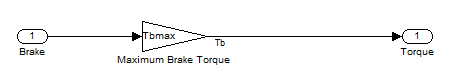 1
Brake
Tbmax
Maximum Brake Torque
Tb
1
Torque